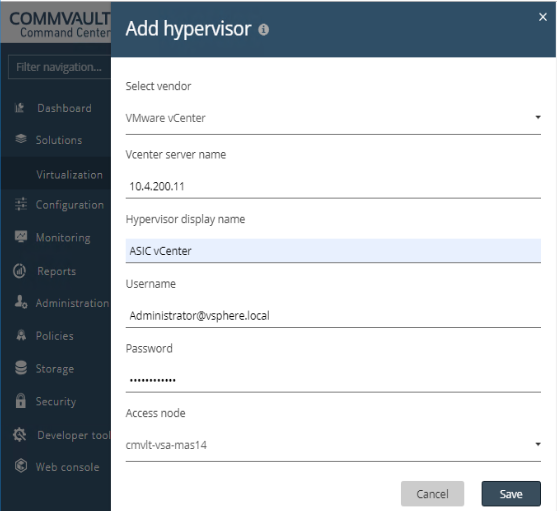 COMMVAULT
Command Center
Filter navigation...
Dashboard
Solutions
Virtualization
Configuration
Monitoring
Reports
Administration
Policies
Storage
Security
Developer tool
Web console
Add hypervisor
Select vendor
VMware vCenter
Vcenter server name
10.4.200.11
Hypervisor display name
ASIC vCenter
Username
Administrator@vsphere.local
Password
••••••••••••
Access node
cmvlt-vsa-mas14
Cancel Save